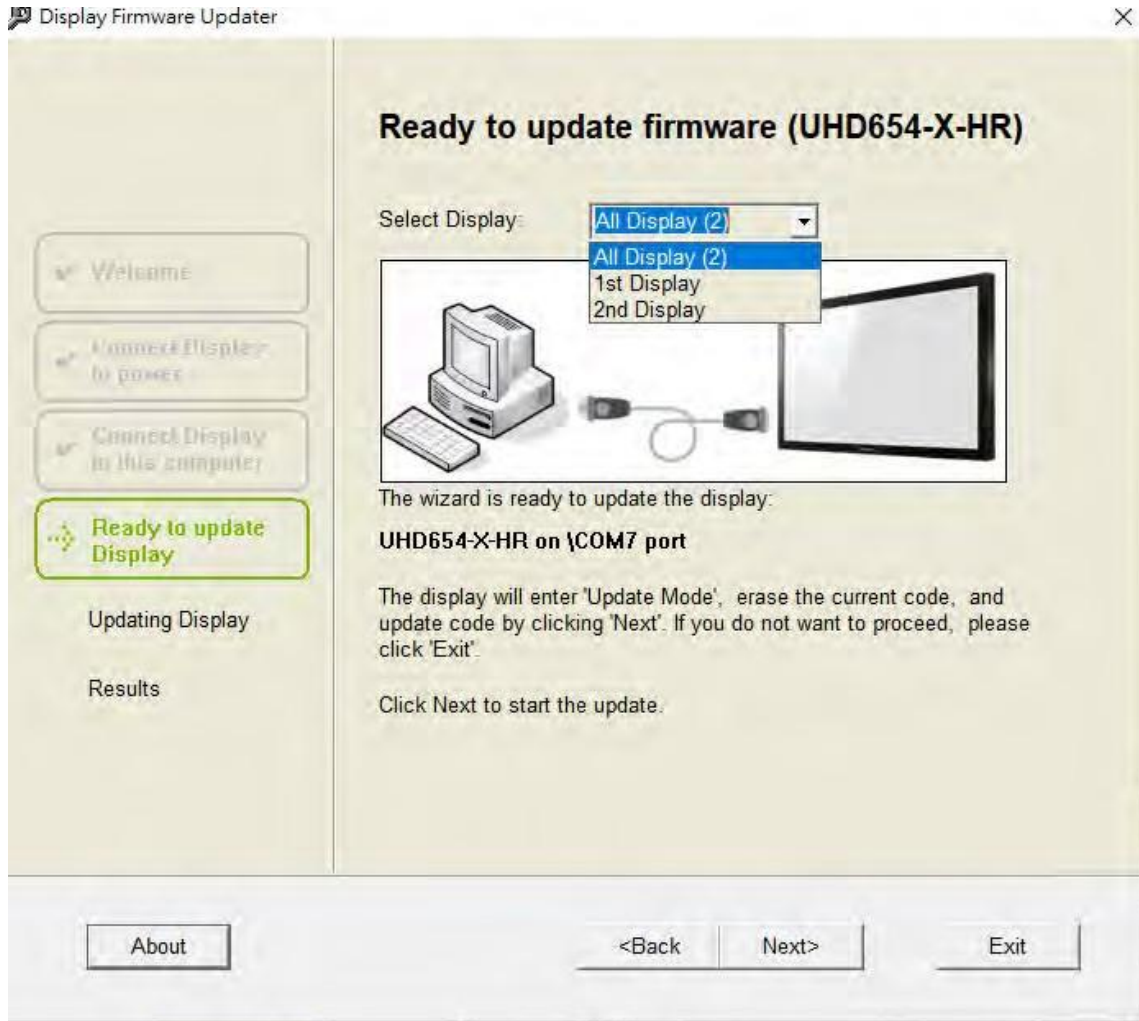 Display Firmware Updater
Ready to update firmware (UHD654-X-HR)
Select Display:
All Display (2)
All Display (2)
1st Display
2nd Display
Welcome
Connect Display
to power
Connect Display
to this computer
Ready to update
Display
Updating Display
Results
The wizard is ready to update the display:
UHD654-X-HR on \COM7 port
The display will enter 'Update Mode',  erase the current code,  and
update code by clicking 'Next'. If you do not want to proceed,  please
click 'Exit'.
Click Next to start the update.
About
<Back
Next>
Exit